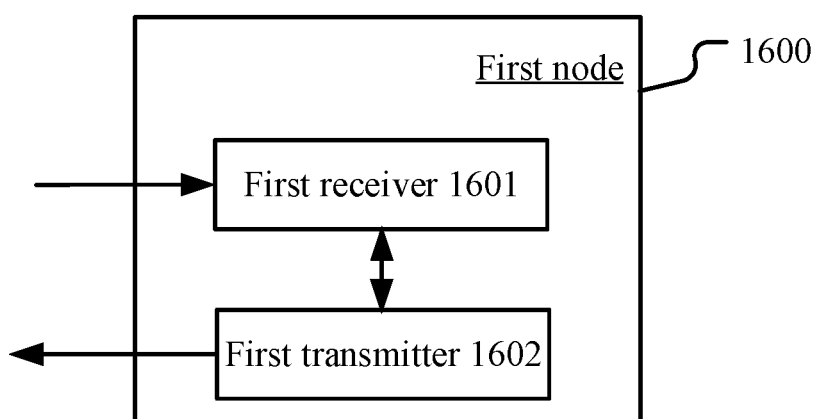 First node
1600
First receiver 1601
First transmitter 1602